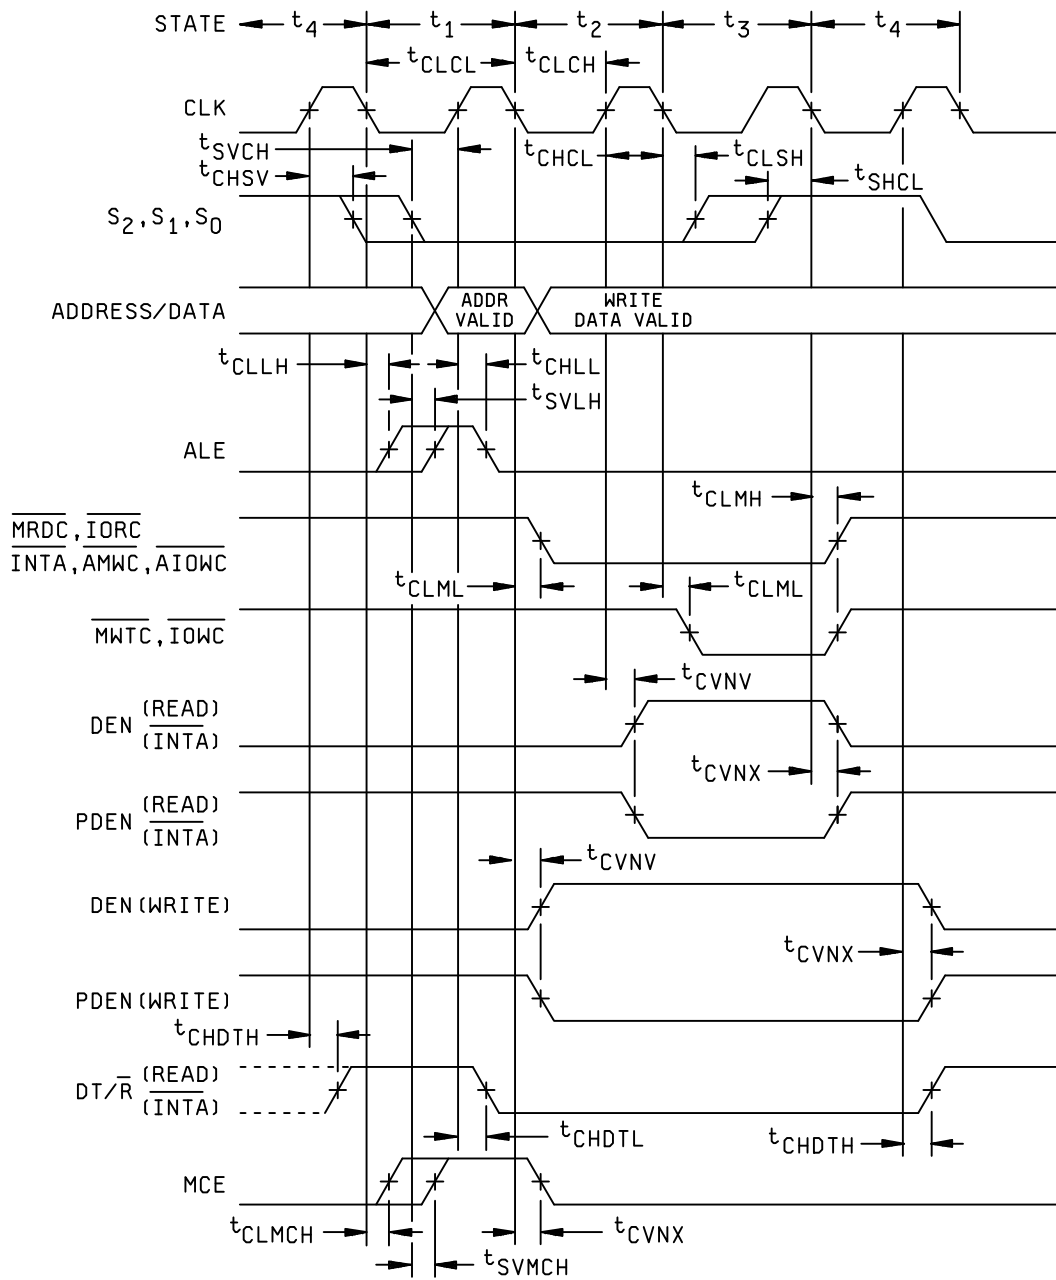 STATE t4 t1 t2 t3 t4
tCLCL tCLCH
CLK
tSVCH tCHCL tCLSH
tCHSV tSHCL
S2,S1,S0
ADDRESS/DATA ADDR VALID WRITE DATA VALID
tCLLH tCHLL
tSVLH
ALE
tCLMH
MRDC,IORC
INTA,AMWC,AIOWC
tCLML tCLML
MWTC,IOWC
tCVNV
DEN (READ)
(INTA)
tCVNX
PDEN (READ)
(INTA)
tCVNV
DEN(WRITE)
tCVNX
PDEN(WRITE)
tCHDTH
DT/R̅ (READ)
(INTA)
tCHDTL tCHDTH
MCE
tCLMCH tCVNX
tSVMCH